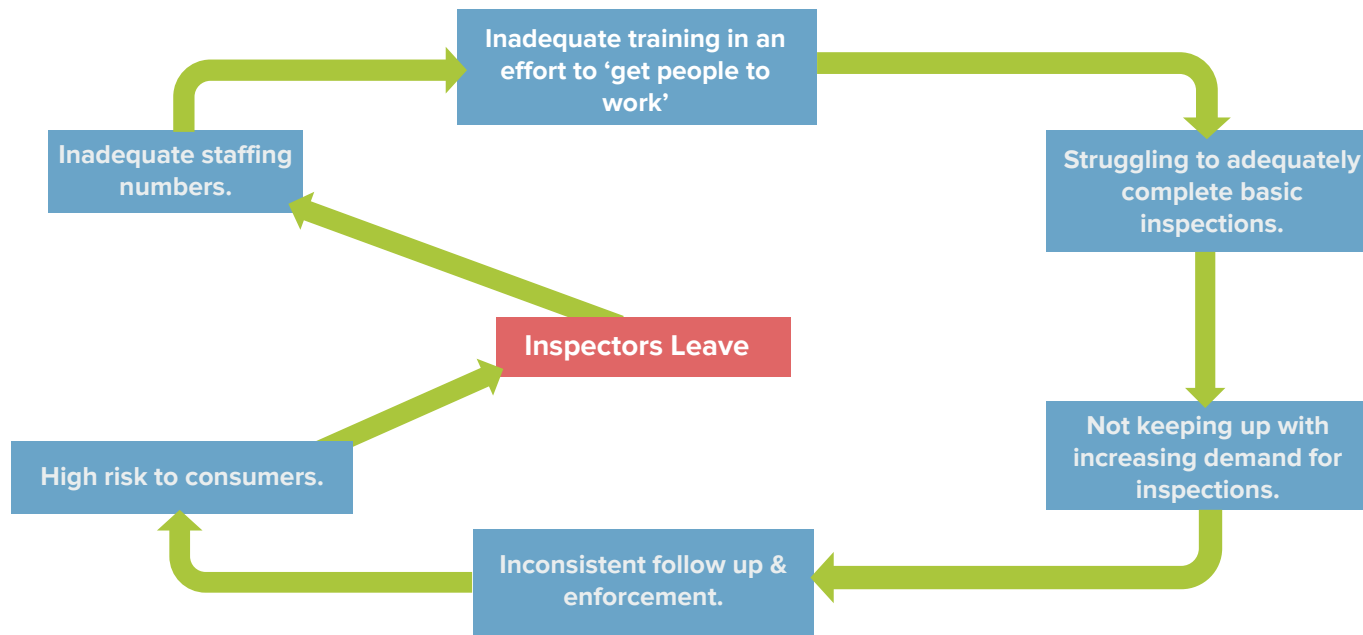 Inadequate training in an
effort to ‘get people to
work’
Inadequate staffing
numbers.
Struggling to adequately
complete basic
inspections.
Inspectors Leave
Not keeping up with
increasing demand for
inspections.
High risk to consumers.
Inconsistent follow up &
enforcement.